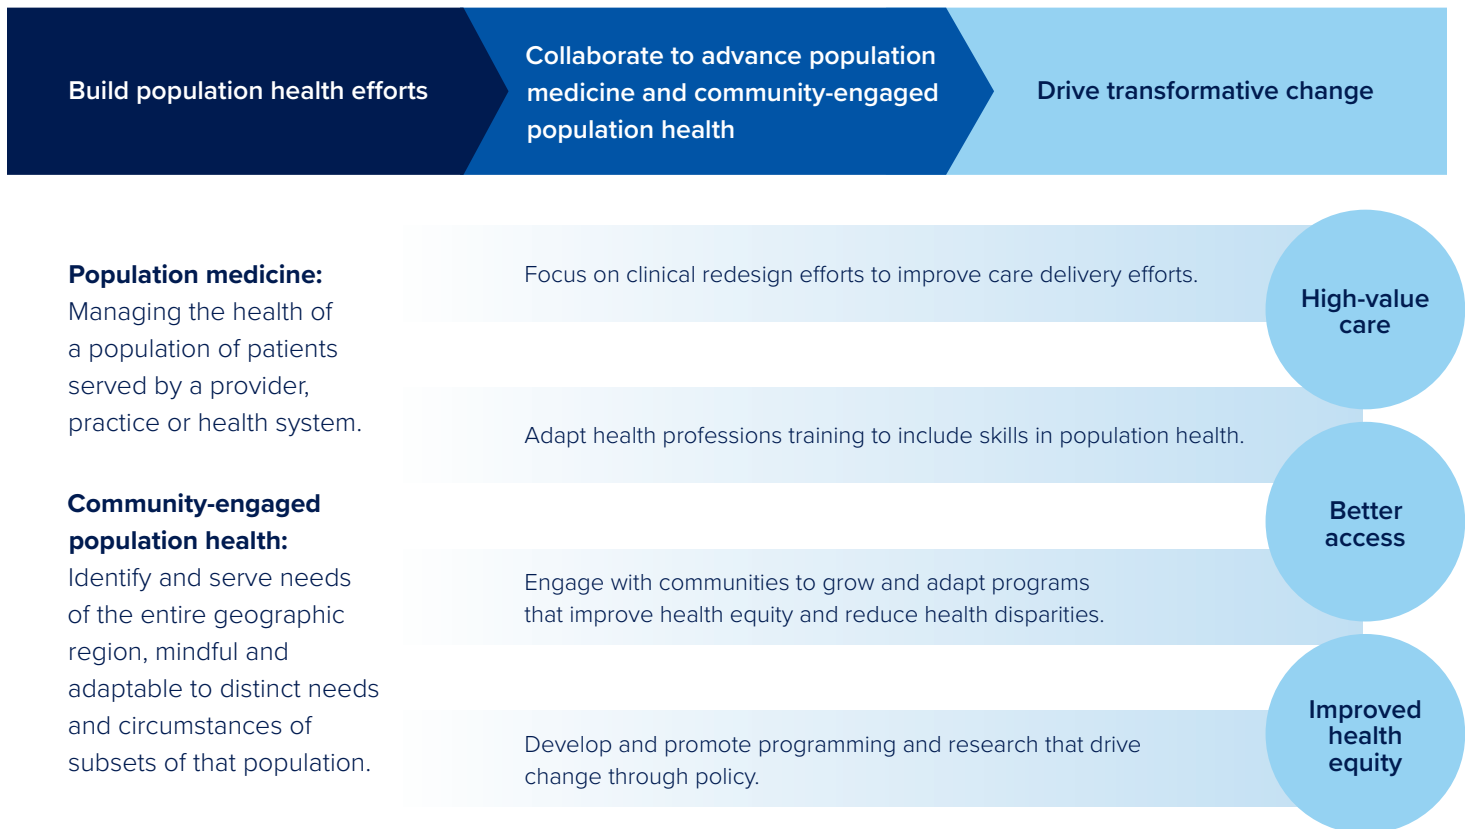 Build population health efforts
Collaborate to advance population
medicine and community-engaged
population health
Drive transformative change
Population medicine:
Managing the health of
a population of patients
served by a provider,
practice or health system.
Community-engaged
population health:
Identify and serve needs
of the entire geographic
region, mindful and
adaptable to distinct needs
and circumstances of
subsets of that population.
Focus on clinical redesign efforts to improve care delivery efforts.
Adapt health professions training to include skills in population health.
Engage with communities to grow and adapt programs
that improve health equity and reduce health disparities.
Develop and promote programming and research that drive
change through policy.
High-value
care
Better
access
Improved
health
equity